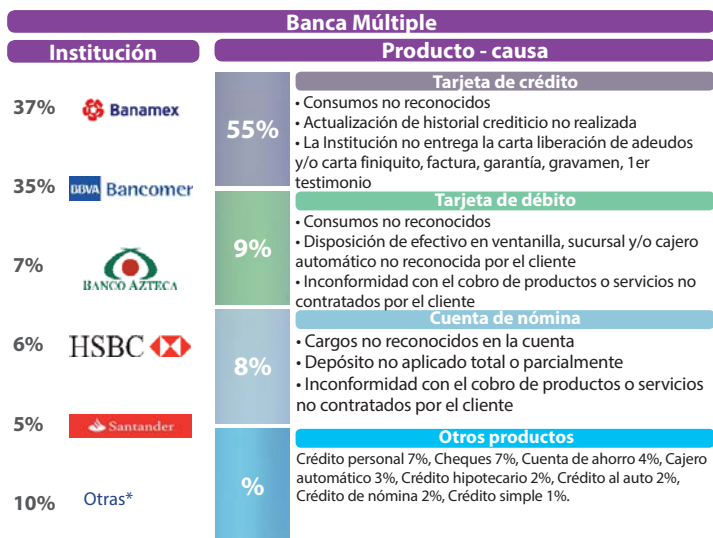 Banca Múltiple
Institución
37%
Banamex
35%
BBVA Bancomer
7%
BANCO AZTECA
6%
HSBC
5%
Santander
10%
Otras*
Producto - causa
55%
Tarjeta de crédito
• Consumos no reconocidos
• Actualización de historial crediticio no realizada
• La Institución no entrega la carta liberación de adeudos
y/o carta finiquito, factura, garantía, gravamen, 1er
testimonio
9%
Tarjeta de débito
• Consumos no reconocidos
• Disposición de efectivo en ventanilla, sucursal y/o cajero
automático no reconocida por el cliente
• Inconformidad con el cobro de productos o servicios no
contratados por el cliente
8%
Cuenta de nómina
• Cargos no reconocidos en la cuenta
• Depósito no aplicado total o parcialmente
• Inconformidad con el cobro de productos o servicios
no contratados por el cliente
%
Otros productos
Crédito personal 7%, Cheques 7%, Cuenta de ahorro 4%, Cajero
automático 3%, Crédito hipotecario 2%, Crédito al auto 2%,
Crédito de nómina 2%, Crédito simple 1%.